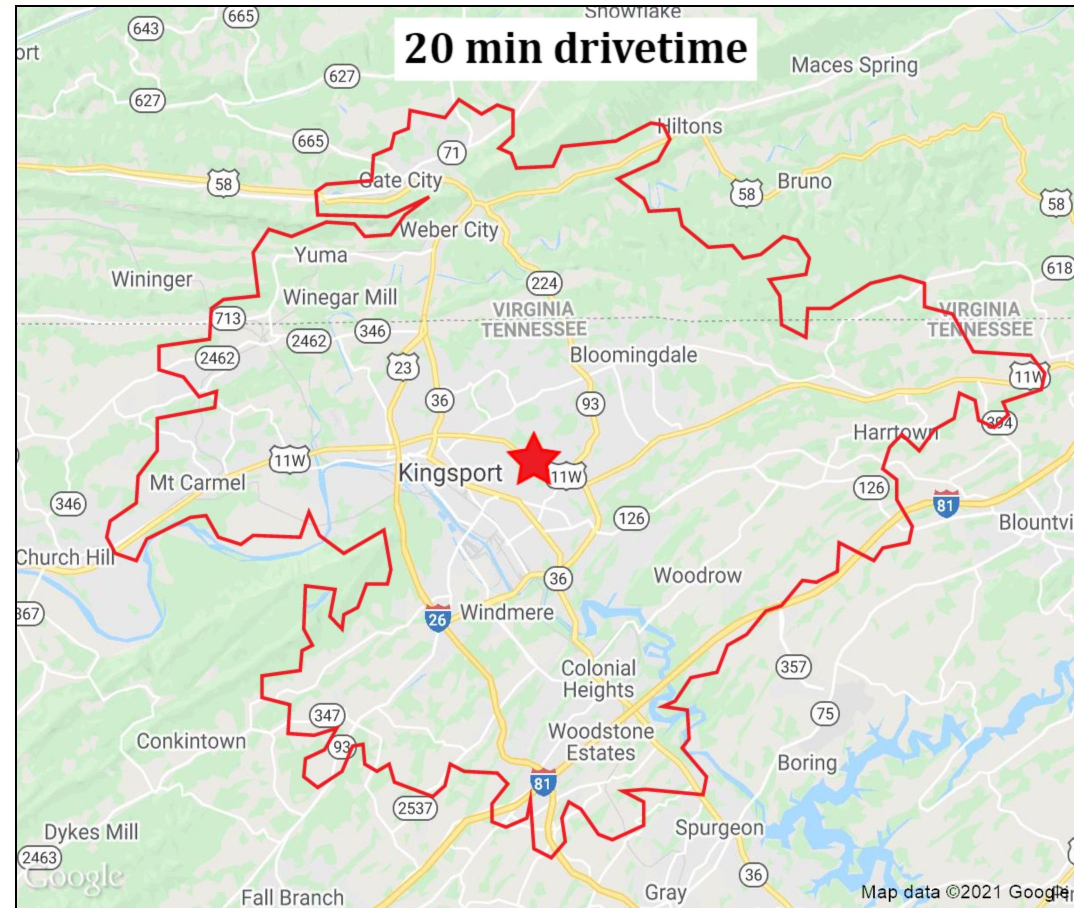 Snowflake
665
643
ort
20 min drivetime
627
Maces Spring
627
665
Hiltons
71
58
Gate City
Bruno
58
58
Weber City
Yuma
618
Wininger
224
Winegar Mill
713
VIRGINIA
TENNESSEE
VIRGINIA
TENNESSEE
346
2462
2462
Bloomingdale
23
11W
36
93
394
Harrtown
11W
Kingsport
11W
Mt Carmel
126
346
81
126
Blountvi
Church Hill
36
Woodrow
367
26
Windmere
Colonial
Heights
357
347
75
Woodstone
Estates
Conkintown
93
Boring
81
2537
Dykes Mill
Spurgeon
2463
Google
36
Fall Branch
Gray
Map data ©2021 Google